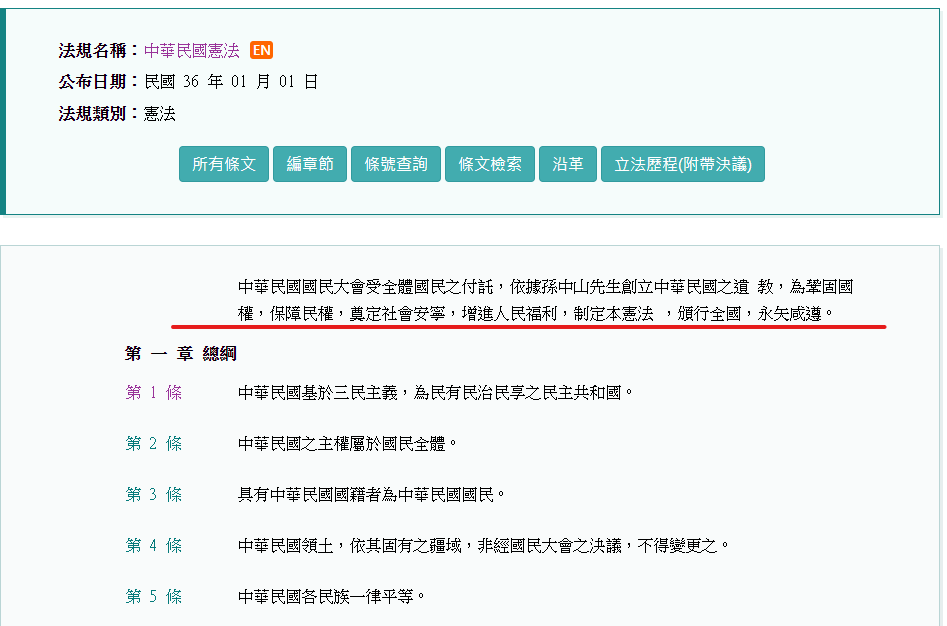 法規名稱：中華民國憲法 EN
公布日期：民國 36 年 01 月 01 日
法規類別：憲法
所有條文 編章節 條號查詢 條文檢索 沿革 立法歷程(附帶決議)
中華民國國民大會受全體國民之付託，依據孫中山先生創立中華民國之遺 教，為鞏固國
權，保障民權，奠定社會安寧，增進人民福利，制定本憲法 ，頒行全國，永矢咸遵。
第 一 章 總綱
第 1 條 中華民國基於三民主義，為民有民治民享之民主共和國。
第 2 條 中華民國之主權屬於國民全體。
第 3 條 具有中華民國國籍者為中華民國國民。
第 4 條 中華民國領土，依其固有之疆域，非經國民大會之決議，不得變更之。
第 5 條 中華民國各民族一律平等。